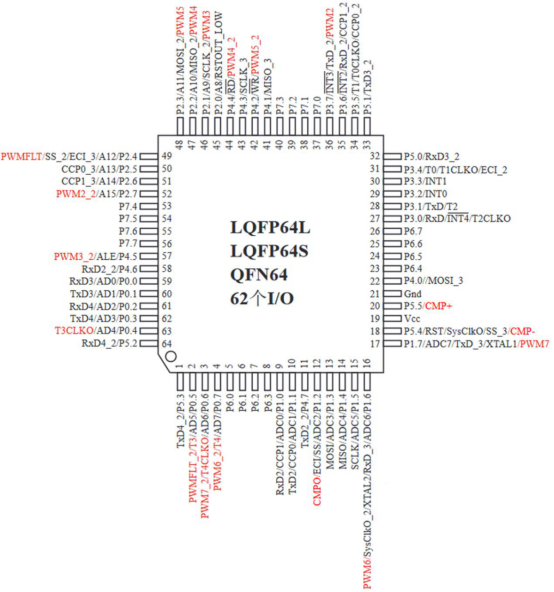 P2.3/A11/MOSI_2/PWM5
P2.2/A10/MISO_2/PWM4
P2.1/A9/SCLK_2/PWM3
P2.0/A8/RSTOUT_LOW
P4.4/RD/PWM4_2
P4.3/SCLK_3
P4.2/WR/PWM5_2
P4.1/MISO_3
P7.3
P7.2
P7.1
P7.0
P3.7/INT3/TxD_2/PWM2
P3.6/INT2/RxD_2/CCP1_2
P3.5/T1/T0CLKO/CCP0_2
P5.1/TxD3_2
48 47 46 45 44 43 42 41 40 39 38 37 36 35 34 33
PWMFLT/SS_2/ECI_3/A12/P2.4 49
CCP0_3/A13/P2.5 50
CCP1_3/A14/P2.6 51
PWM2_2/A15/P2.7 52
P7.4 53
P7.5 54
P7.6 55
P7.7 56
PWM3_2/ALE/P4.5 57
RxD2_2/P4.6 58
RxD3/AD0/P0.0 59
TxD3/AD1/P0.1 60
RxD4/AD2/P0.2 61
TxD4/AD3/P0.3 62
T3CLKO/AD4/P0.4 63
RxD4_2/P5.2 64
LQFP64L
LQFP64S
QFN64
62个I/O
32 P5.0/RxD3_2
31 P3.4/T0/T1CLKO/ECI_2
30 P3.3/INT1
29 P3.2/INT0
28 P3.1/TxD/T2
27 P3.0/RxD/INT4/T2CLKO
26 P6.7
25 P6.6
24 P6.5
23 P6.4
22 P4.0//MOSI_3
21 Gnd
20 P5.5/CMP+
19 Vcc
18 P5.4/RST/SysClkO/SS_3/CMP-
17 P1.7/ADC7/TxD_3/XTAL1/PWM7
1 2 3 4 5 6 7 8 9 10 11 12 13 14 15 16
TxD4_2/P5.3
PWMFLT_2/T3/AD5/P0.5
PWM7_2/T4CLKO/AD6/P0.6
PWM6_2/T4/AD7/P0.7
P6.0
P6.1
P6.2
P6.3
RxD2/CCP1/ADC0/P1.0
TxD2/CCP0/ADC1/P1.1
TxD2_2/P4.7
CMPO/ECI/SS/ADC2/P1.2
MOSI/ADC3/P1.3
MISO/ADC4/P1.4
SCLK/ADC5/P1.5
PWM6/SysClkO_2/XTAL2/RxD_3/ADC6/P1.6